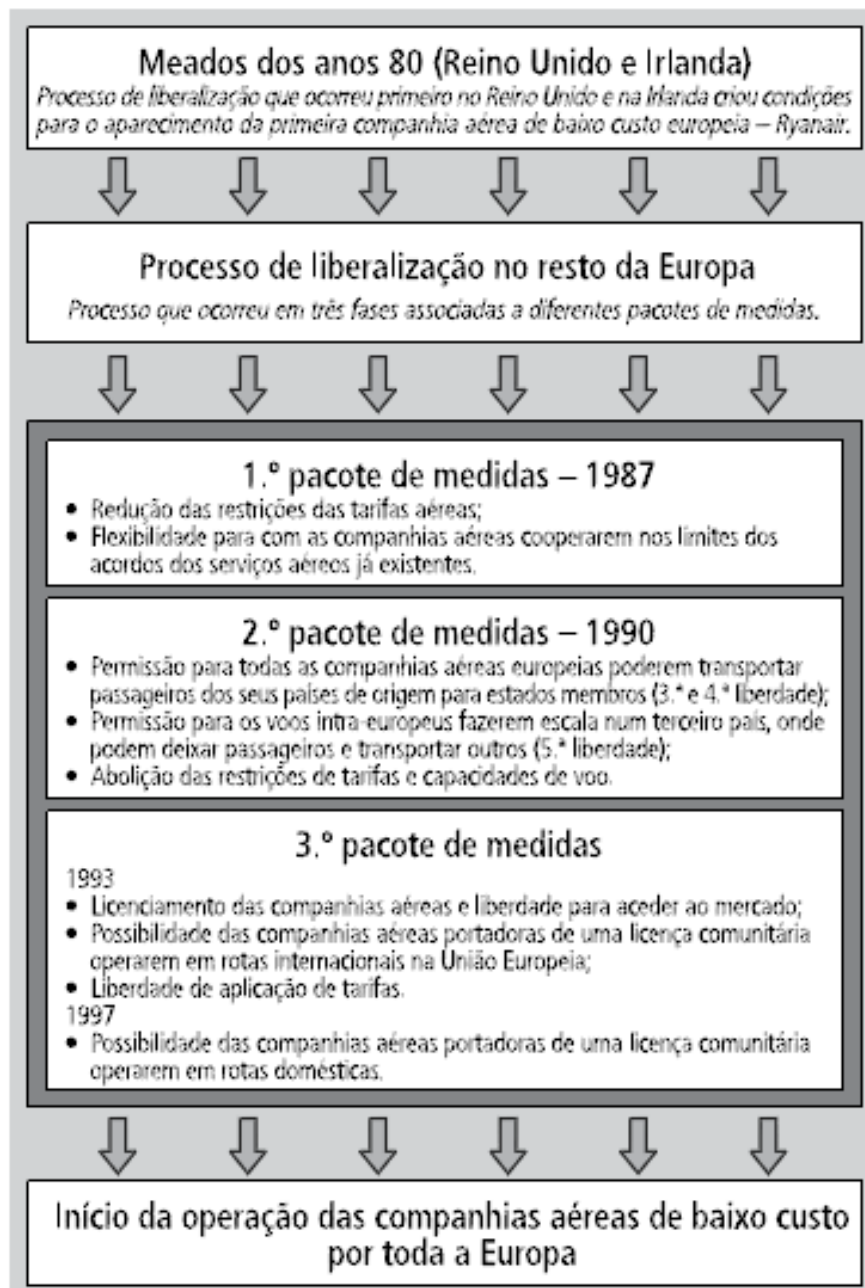 Meados dos anos 80 (Reino Unido e Irlanda)
Processo de liberalização que ocorreu primeiro no Reino Unido e na Irlanda criou condições
para o aparecimento da primeira companhia aérea de baixo custo europeia – Ryanair.
Processo de liberalização no resto da Europa
Processo que ocorreu em três fases associadas a diferentes pacotes de medidas.
1.º pacote de medidas – 1987
• Redução das restrições das tarifas aéreas;
• Flexibilidade para com as companhias aéreas cooperarem nos limites dos
acordos dos serviços aéreos já existentes.
2.º pacote de medidas – 1990
• Permissão para todas as companhias aéreas europeias poderem transportar
passageiros dos seus países de origem para estados membros (3.ª e 4.ª liberdade);
• Permissão para os voos intra-europeus fazerem escala num terceiro país, onde
podem deixar passageiros e transportar outros (5.ª liberdade);
• Abolição das restrições de tarifas e capacidades de voo.
3.º pacote de medidas
1993
• Licenciamento das companhias aéreas e liberdade para aceder ao mercado;
• Possibilidade das companhias aéreas portadoras de uma licença comunitária
operarem em rotas internacionais na União Europeia;
• Liberdade de aplicação de tarifas.
1997
• Possibilidade das companhias aéreas portadoras de uma licença comunitária
operarem em rotas domésticas.
Início da operação das companhias aéreas de baixo custo
por toda a Europa